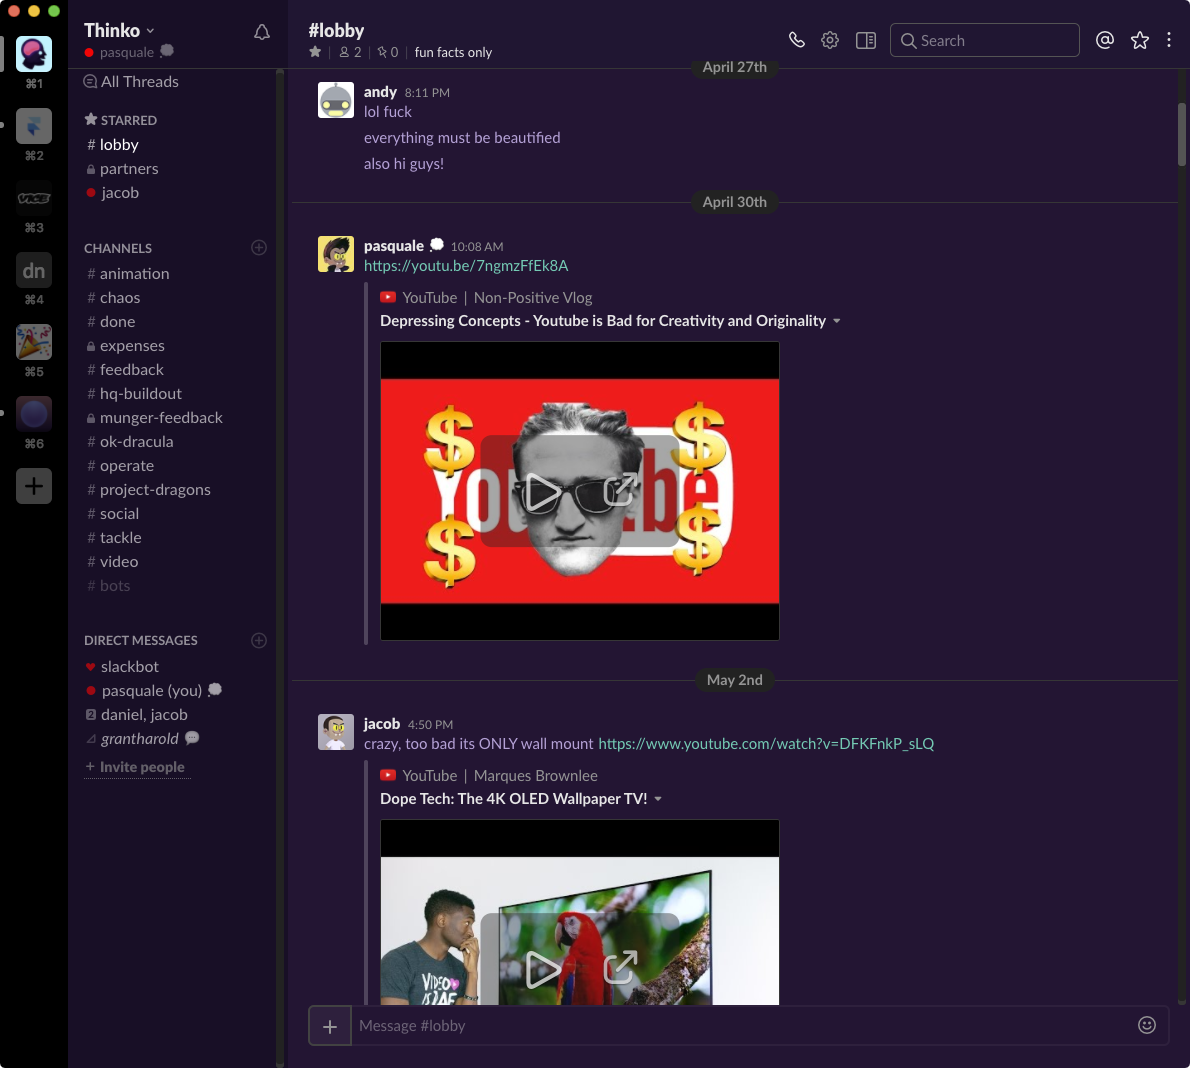 Thinko
pasquale
All Threads
STARRED
# lobby
partners
jacob
CHANNELS
# animation
# chaos
# done
expenses
# feedback
# hq-buildout
munger-feedback
# ok-dracula
# operate
# project-dragons
# social
# tackle
# video
# bots
DIRECT MESSAGES
slackbot
pasquale (you)
2 daniel, jacob
grantharold
+ Invite people
⌘1
⌘2
VICE
⌘3
dn
⌘4
⌘5
⌘6
+
#lobby
2 | 0 | fun facts only
Search
April 27th
andy 8:11 PM
lol fuck
everything must be beautified
also hi guys!
April 30th
pasquale 10:08 AM
https://youtu.be/7ngmzFfEk8A
YouTube | Non-Positive Vlog
Depressing Concepts - Youtube is Bad for Creativity and Originality
$ $
You be
$ $
May 2nd
jacob 4:50 PM
crazy, too bad its ONLY wall mount https://www.youtube.com/watch?v=DFKFnkP_sLQ
YouTube | Marques Brownlee
Dope Tech: The 4K OLED Wallpaper TV!
VIDEO
+ Message #lobby